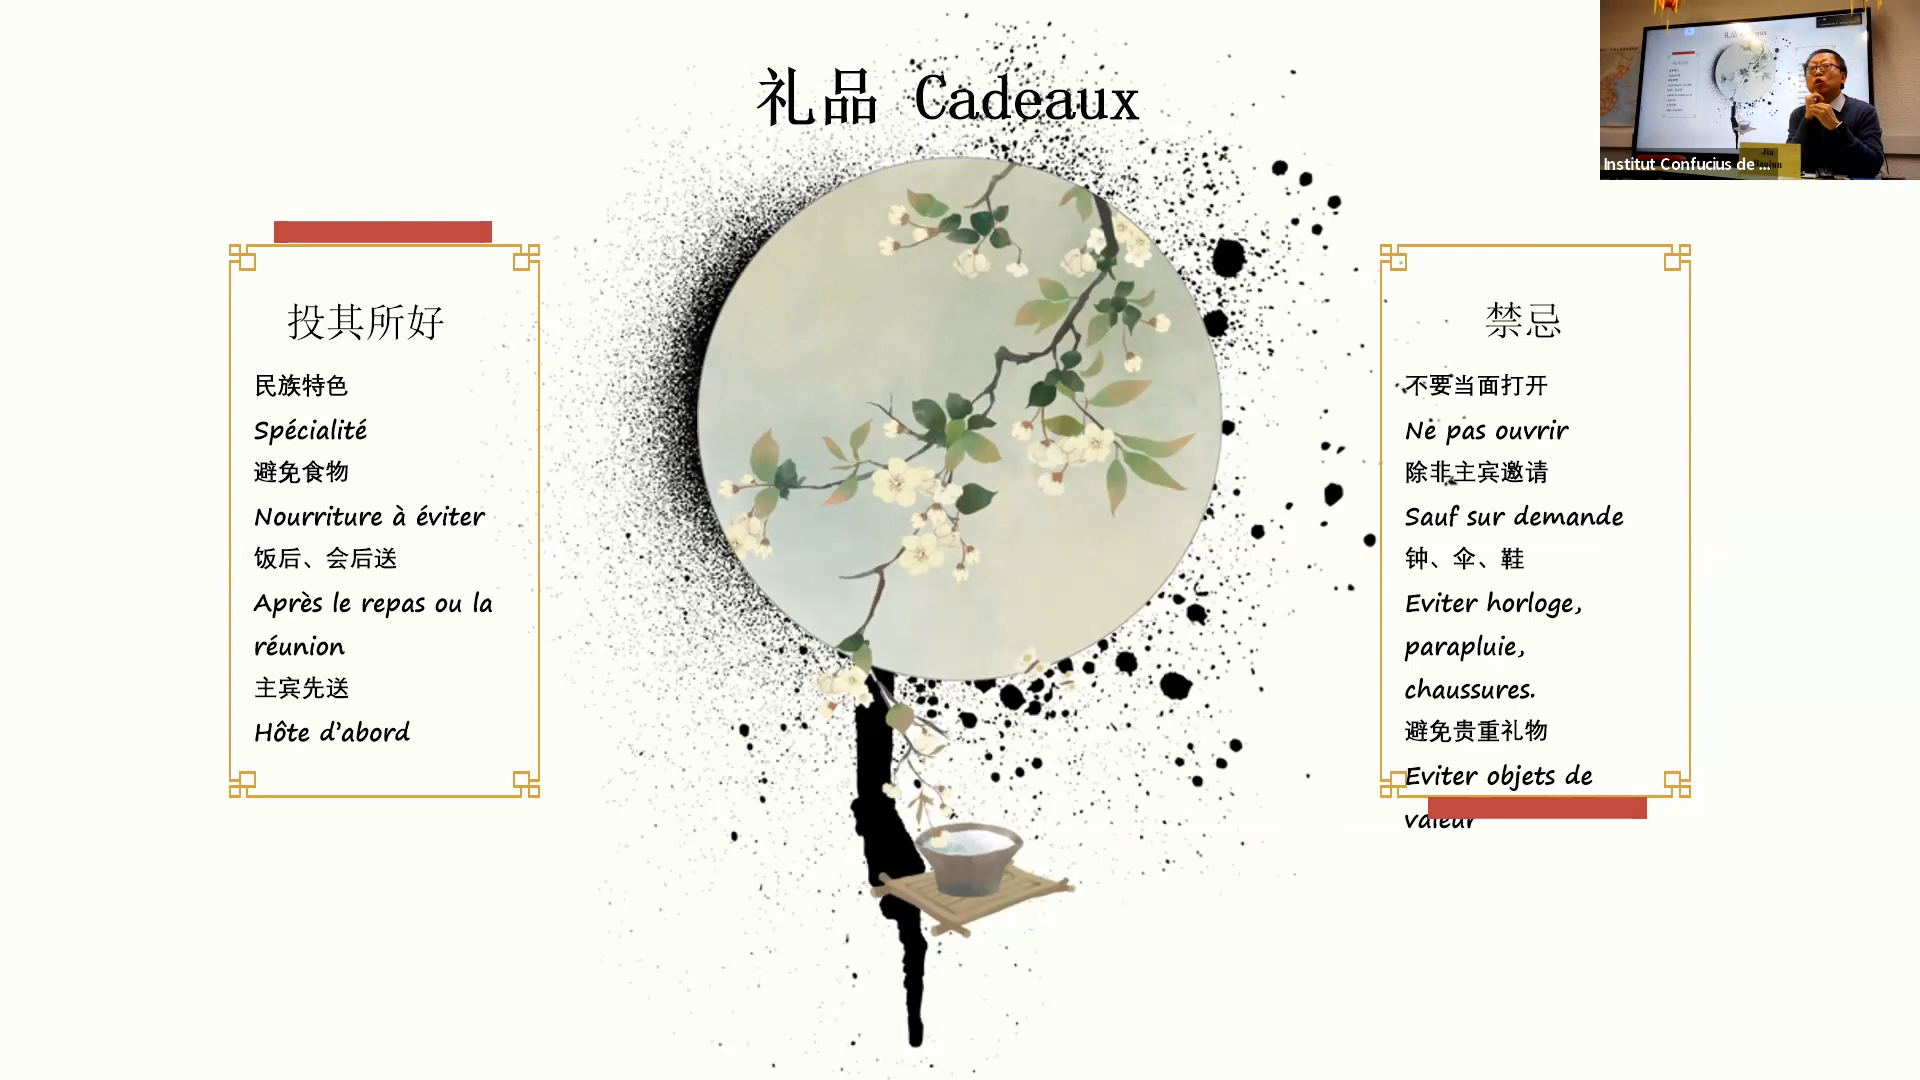 礼品 Cadeaux
投其所好
民族特色
Spécialité
避免食物
Nourriture à éviter
饭后、会后送
Après le repas ou la
réunion
主宾先送
Hôte d'abord
禁忌
不要当面打开
Ne pas ouvrir
除非主宾邀请
Sauf sur demande
钟、伞、鞋
Eviter horloge,
parapluie,
chaussures.
避免贵重礼物
Eviter objets de
valeur
Institut Confucius de ...
Jia